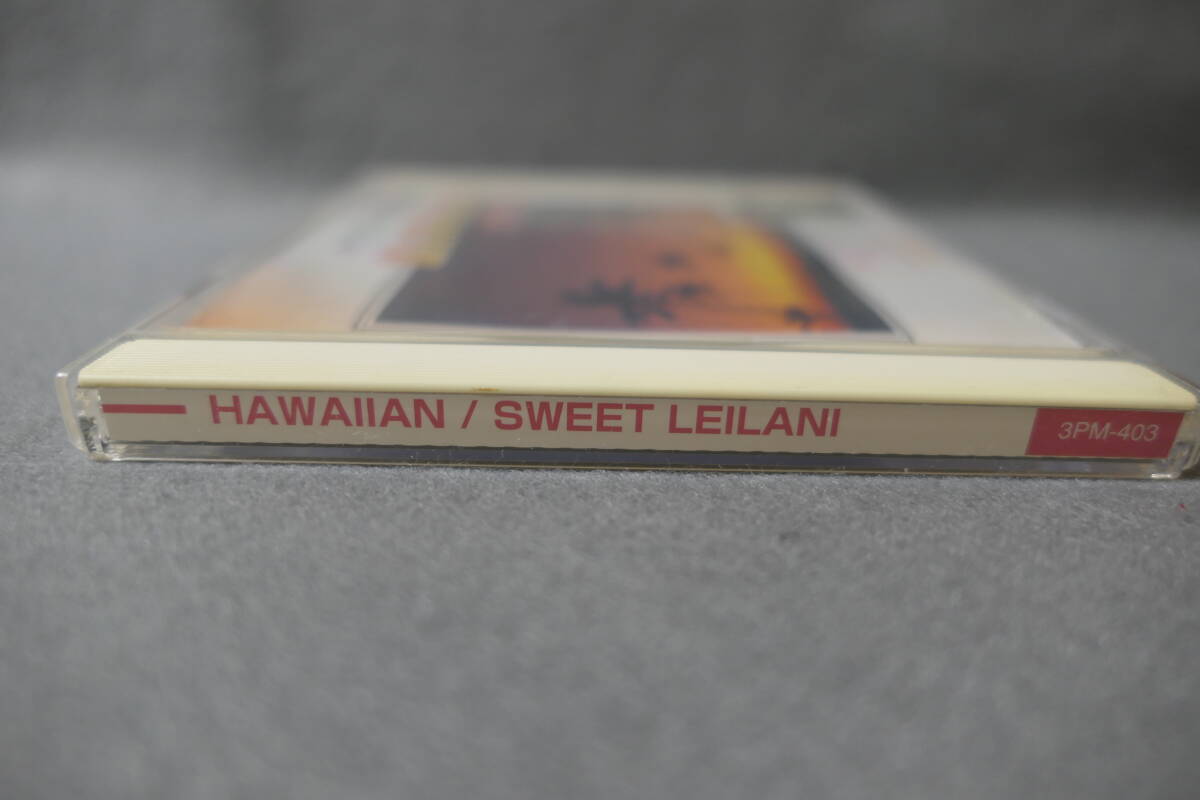 HAWAIIAN / SWEET LEILANI
3PM-403